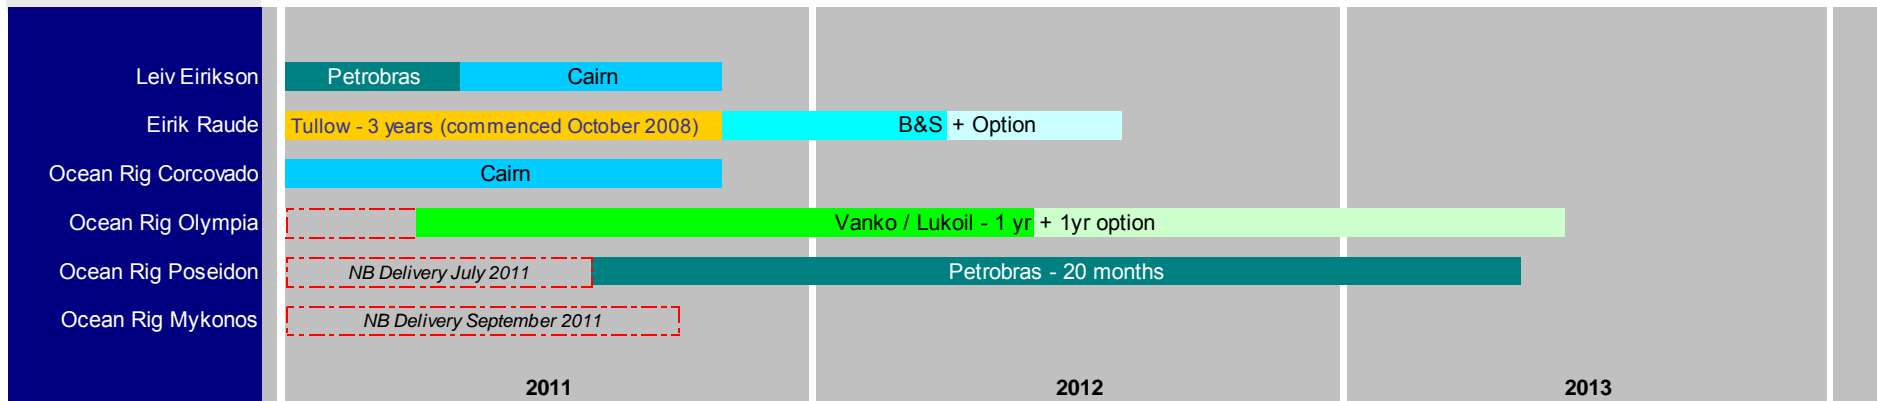 Leiv Eirikson Petrobras Cairn
Eirik Raude Tullow - 3 years (commenced October 2008) B&S + Option
Ocean Rig Corcovado Cairn
Ocean Rig Olympia Vanko / Lukoil - 1 yr + 1yr option
Ocean Rig Poseidon NB Delivery July 2011 Petrobras - 20 months
Ocean Rig Mykonos NB Delivery September 2011
2011 2012 2013